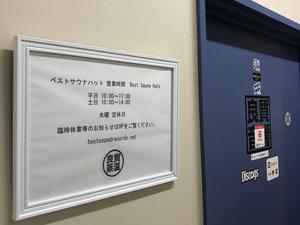 ベストサウナハット 営業時間 Best Sauna Hats
平日 10:00〜17:00
土日 10:00〜14:00
水曜 定休日
臨時休業等のお知らせはHPをご覧ください。
bestsoundrecords.net
良質
音盤
良質
音盤
Discogs